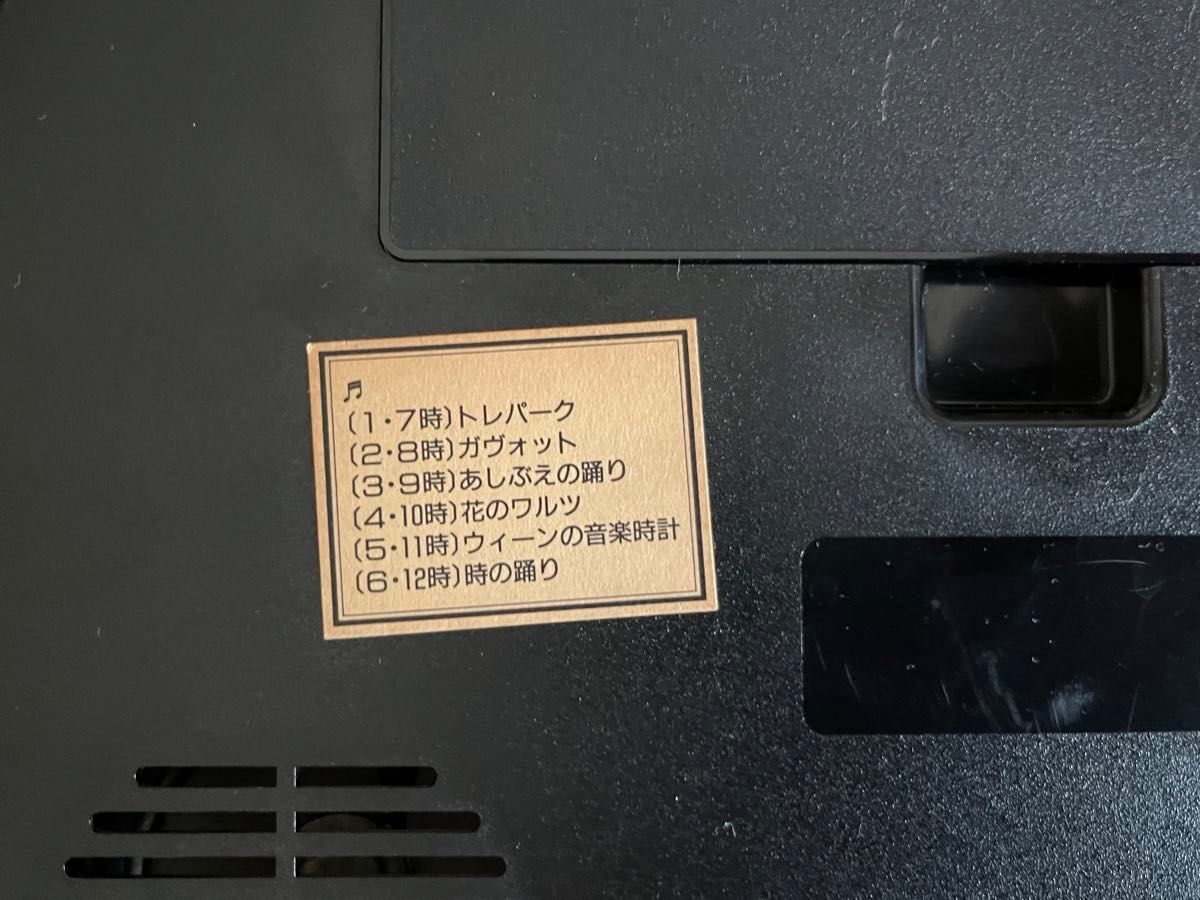 ♬
(1・7時)トレパーク
(2・8時)ガヴォット
(3・9時)あしぶえの踊り
(4・10時)花のワルツ
(5・11時)ウィーンの音楽時計
(6・12時)時の踊り